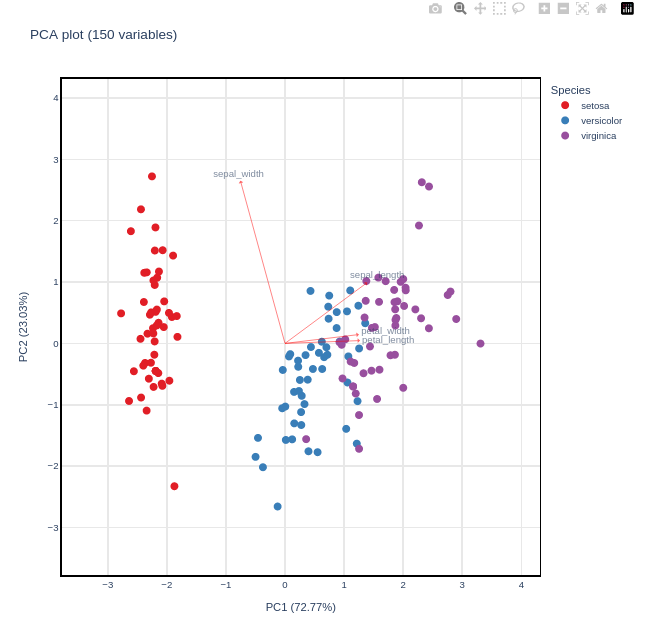 PCA plot (150 variables)
Species
setosa
versicolor
virginica
sepal_width
sepal_length
petal_width
petal_length
4
3
2
1
0
−1
−2
−3
PC2 (23.03%)
−3
−2
−1
0
1
2
3
4
PC1 (72.77%)